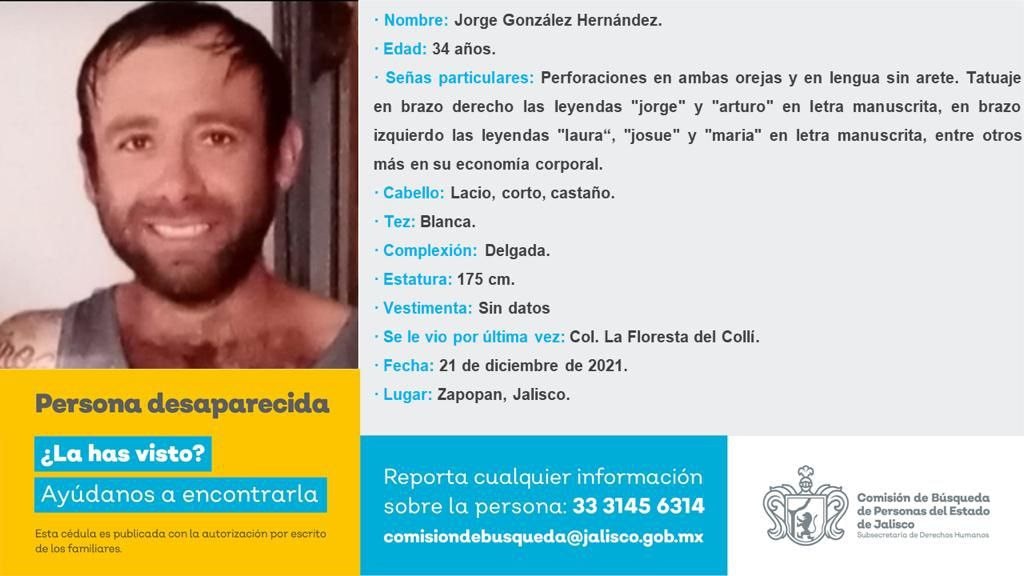 · Nombre: Jorge González Hernández.
· Edad: 34 años.
· Señas particulares: Perforaciones en ambas orejas y en lengua sin arete. Tatuaje
en brazo derecho las leyendas "jorge" y "arturo" en letra manuscrita, en brazo
izquierdo las leyendas "laura“, "josue" y "maria" en letra manuscrita, entre otros
más en su economía corporal.
· Cabello: Lacio, corto, castaño.
· Tez: Blanca.
· Complexión: Delgada.
· Estatura: 175 cm.
· Vestimenta: Sin datos
· Se le vio por última vez: Col. La Floresta del Collí.
· Fecha: 21 de diciembre de 2021.
· Lugar: Zapopan, Jalisco.
Persona desaparecida
¿La has visto?
Ayúdanos a encontrarla
Esta cédula es publicada con la autorización por escrito
de los familiares.
Reporta cualquier información
sobre la persona: 33 3145 6314
comisiondebusqueda@jalisco.gob.mx
Comisión de Búsqueda
de Personas del Estado
de Jalisco
Subsecretaría de Derechos Humanos